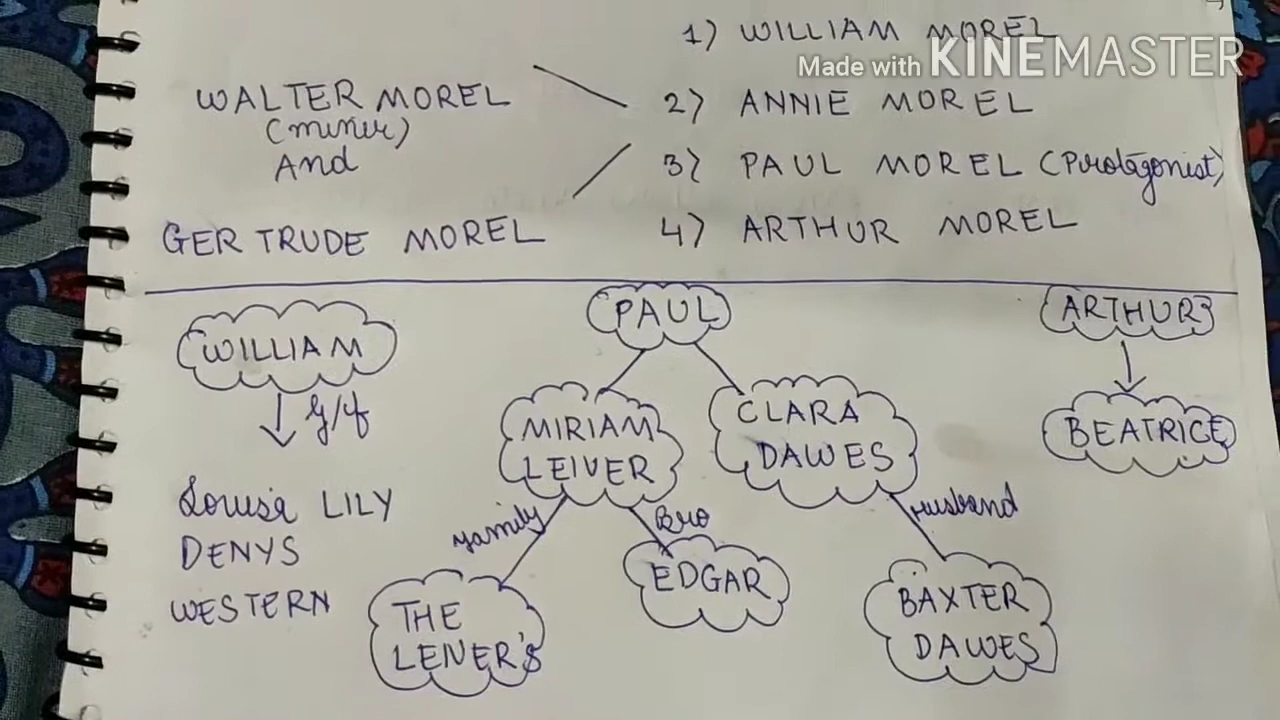 1) WILLIAM MOREL
Made with KINEMASTER
WALTER MOREL
(miner)
And
GERTRUDE MOREL
2) ANNIE MOREL
3) PAUL MOREL (Protagonist)
4) ARTHUR MOREL
WILLIAM
g/f
Louisa LILY
DENYS
WESTERN
PAUL
MIRIAM
LEIVER
family
Bro
THE
LEIVER'S
EDGAR
CLARA
DAWES
Husband
BAXTER
DAWES
ARTHUR
BEATRICE